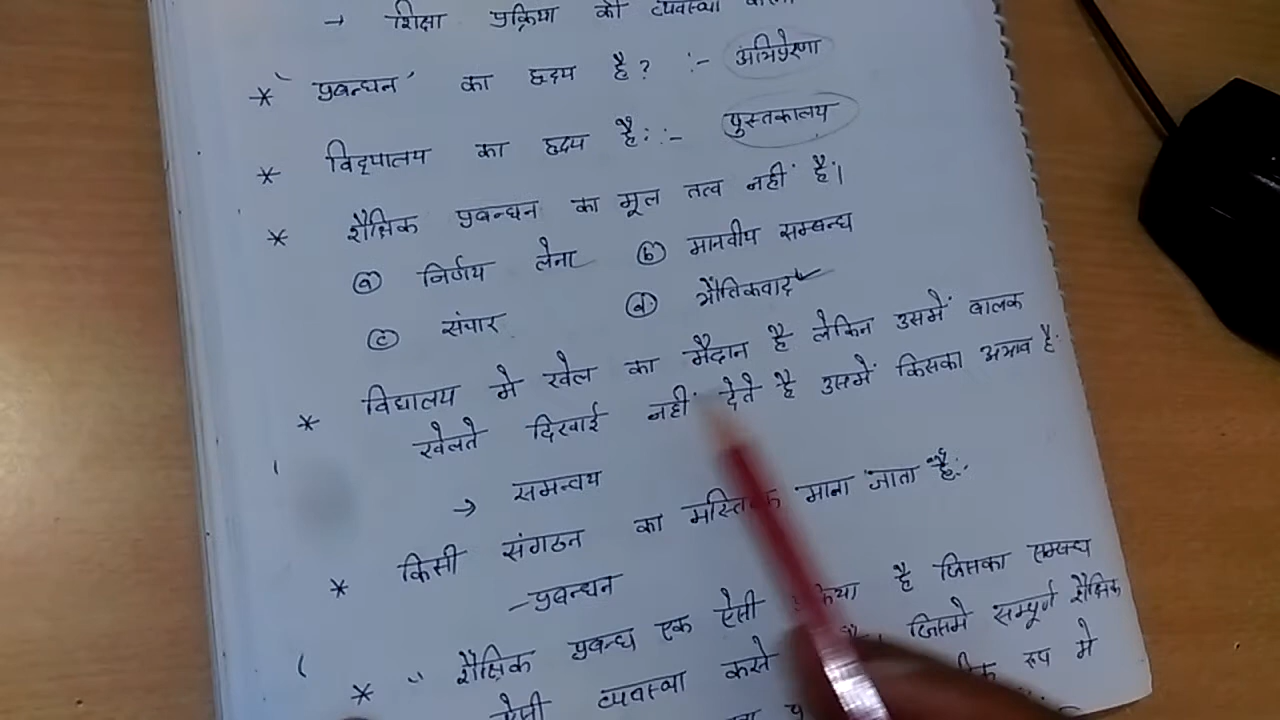 → शिक्षा प्रक्रिया की व्यवस्था
* 'प्रबन्धन' का हृदय है? :- अभिप्रेरणा
* विद्यालय का हृदय है::- पुस्तकालय
* शैक्षिक प्रबन्धन का मूल तत्व नहीं है।
(a) निर्णय लेना (b) मानवीय सम्बन्ध
(c) संचार (d) भौतिकवाद ✓
* विद्यालय मे खेल का मैदान है लेकिन उसमें बालक
खेलते दिखाई नहीं देते है उसमें किसका अभाव है:
→ समन्वय
* किसी संगठन का मस्तिष्क माना जाता है:.
- प्रबन्धन
* " शैक्षिक प्रबन्ध एक ऐसी है जिसका सम्बन्ध
ऐसी व्यवस्था करने जिसमे सम्पूर्ण शैक्षिक
रूप मे